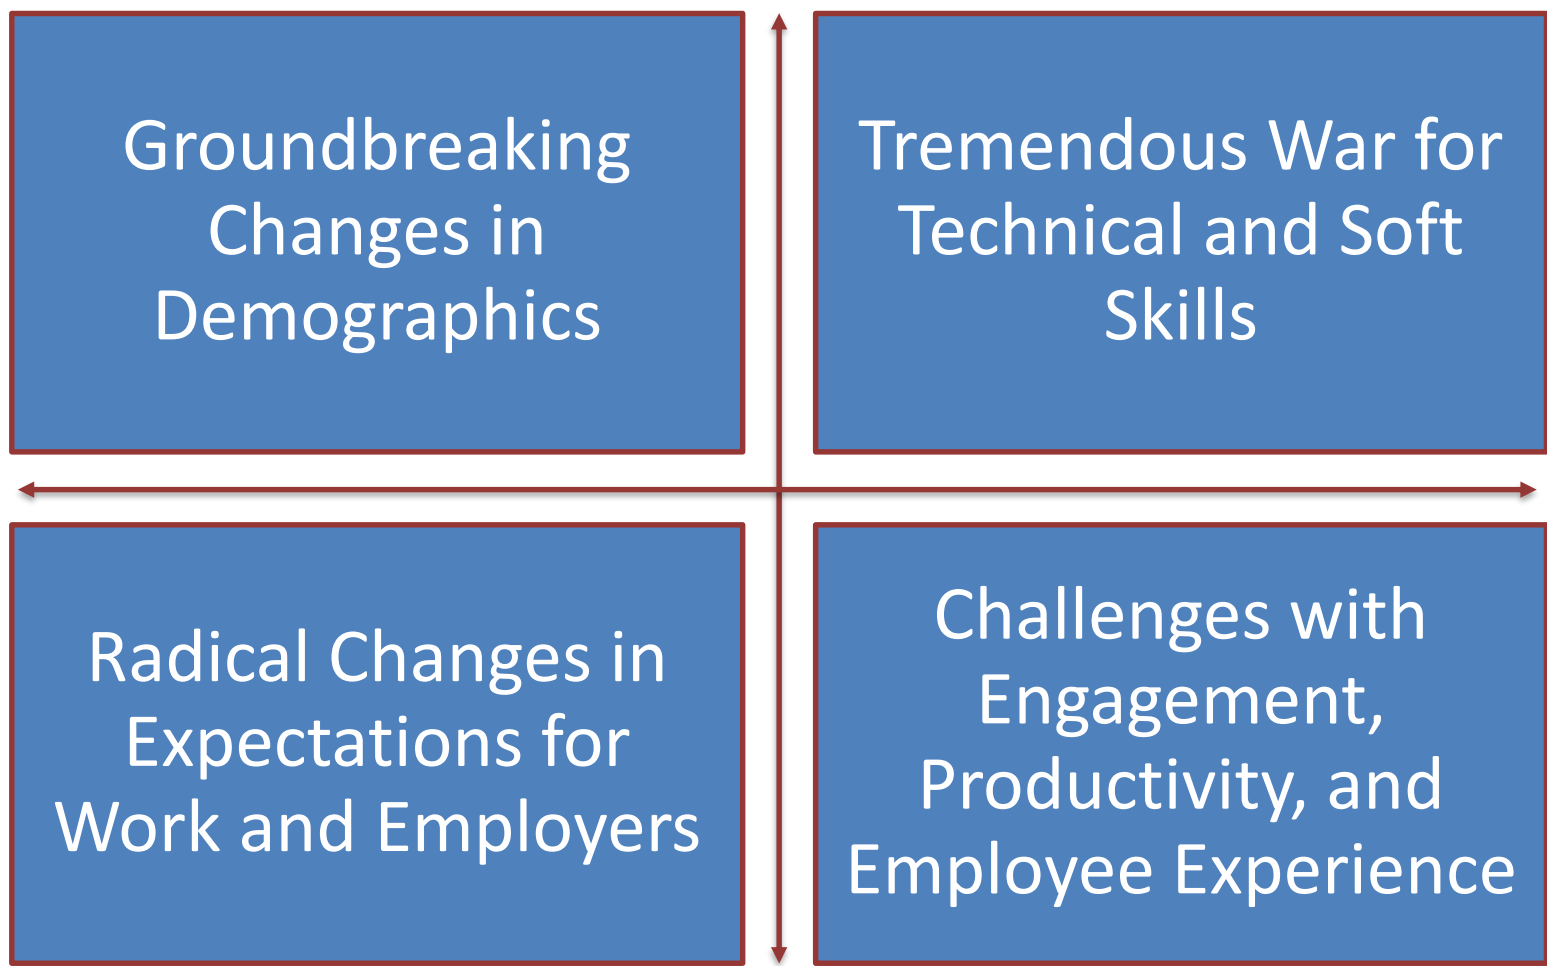 Groundbreaking
Changes in
Demographics
Tremendous War for
Technical and Soft
Skills
Radical Changes in
Expectations for
Work and Employers
Challenges with
Engagement,
Productivity, and
Employee Experience